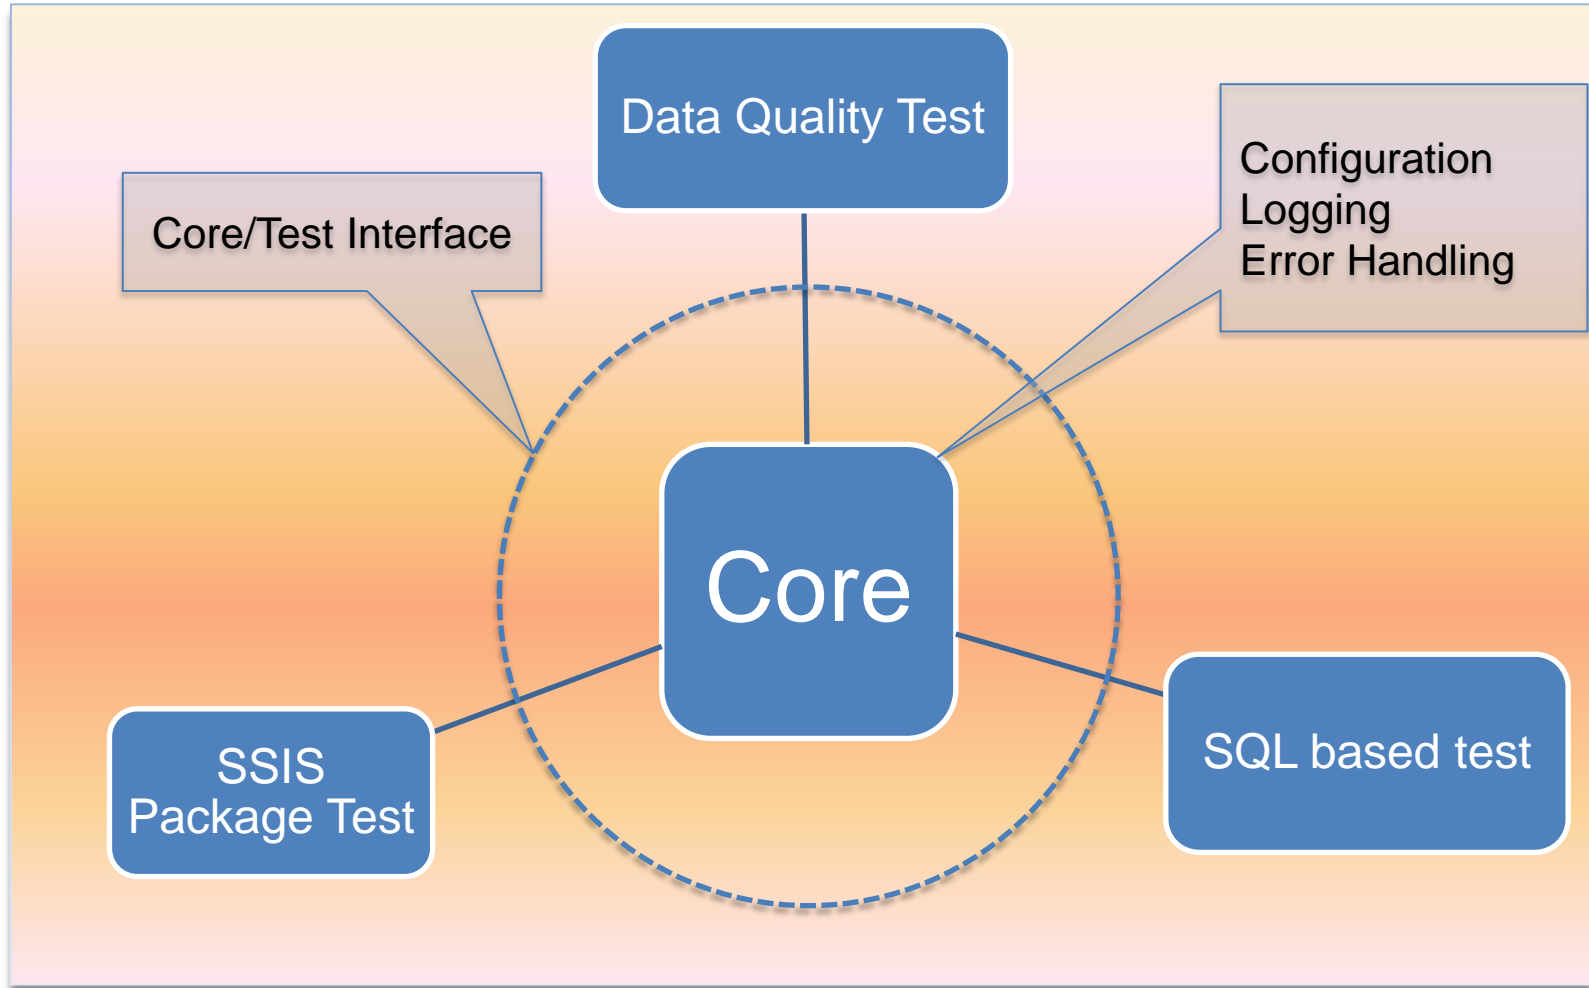 Data Quality Test
Configuration
Logging
Error Handling
Core/Test Interface
Core
SSIS
Package Test
SQL based test